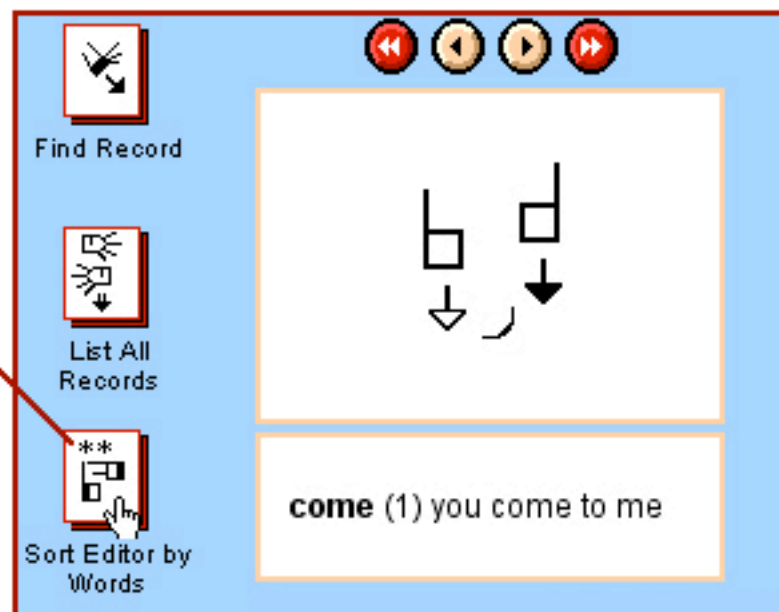 Find Record
List All
Records
**
Sort Editor by
Words
come (1) you come to me